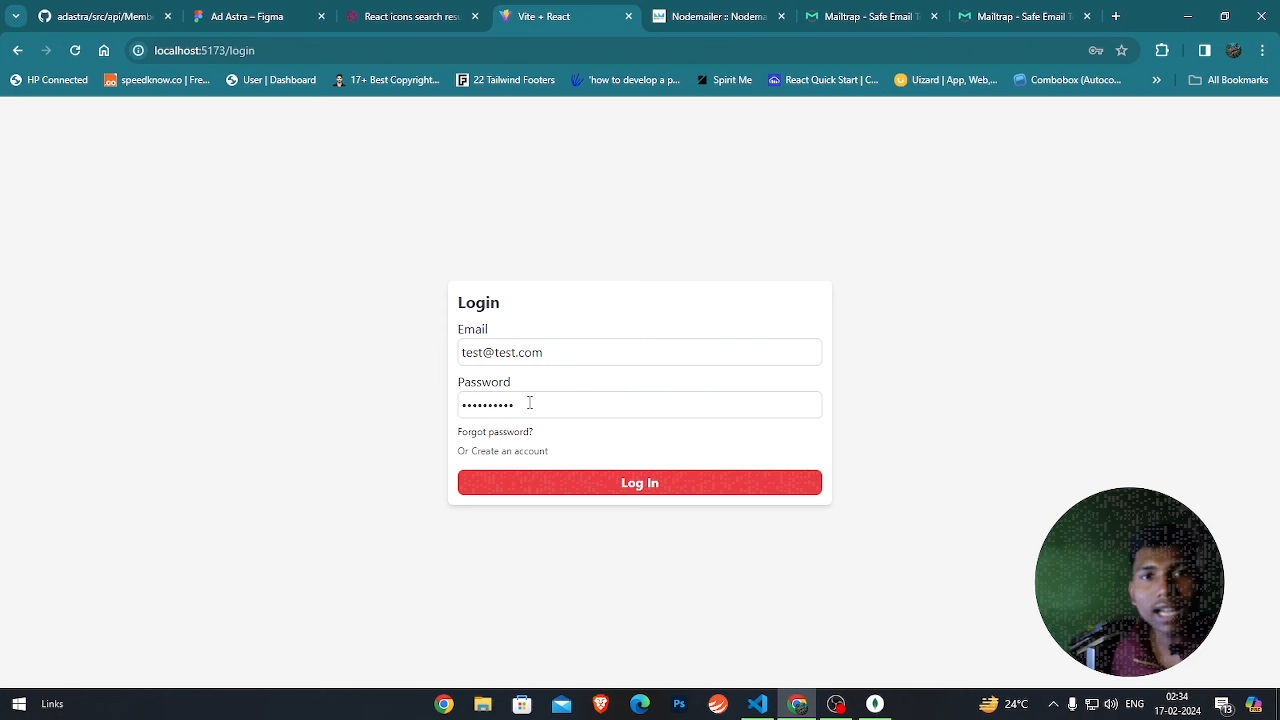 adstra/src/api/Membe
Ad Astra – Figma
React icons search res
Vite + React
Nodemailer :: Nodema
Mailtrap - Safe Email T
Mailtrap - Safe Email T
localhost:5173/login
HP Connected
speedknow.co | Fre...
User | Dashboard
17+ Best Copyright...
22 Tailwind Footers
"how to develop a p...
Spirit Me
React Quick Start | C...
Uizard | App, Web,...
Combobox (Autoco...
»
All Bookmarks
Login
Email
test@test.com
Password
••••••••••
Forgot password?
Or Create an account
Log In
Links
24°C
ENG
02:34
17-02-2024